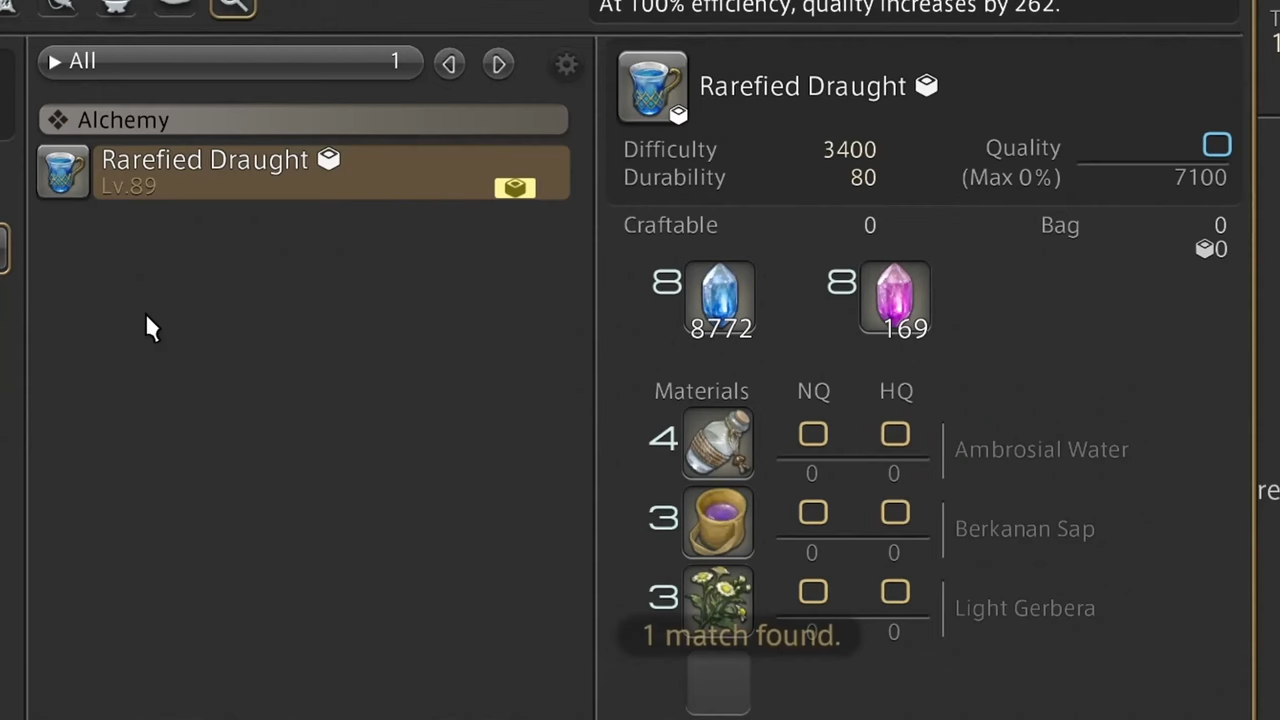 At 100% efficiency, quality increases by 262.
All 1
Alchemy
Rarefied Draught
Lv.89
Rarefied Draught
Difficulty 3400 Quality
Durability 80 (Max 0%) 7100
Craftable 0 Bag 0
0
8 8772 8 169
Materials NQ HQ
4 Ambrosial Water
0 0
3 Berkanan Sap
0 0
3 Light Gerbera
0 0
1 match found.
re